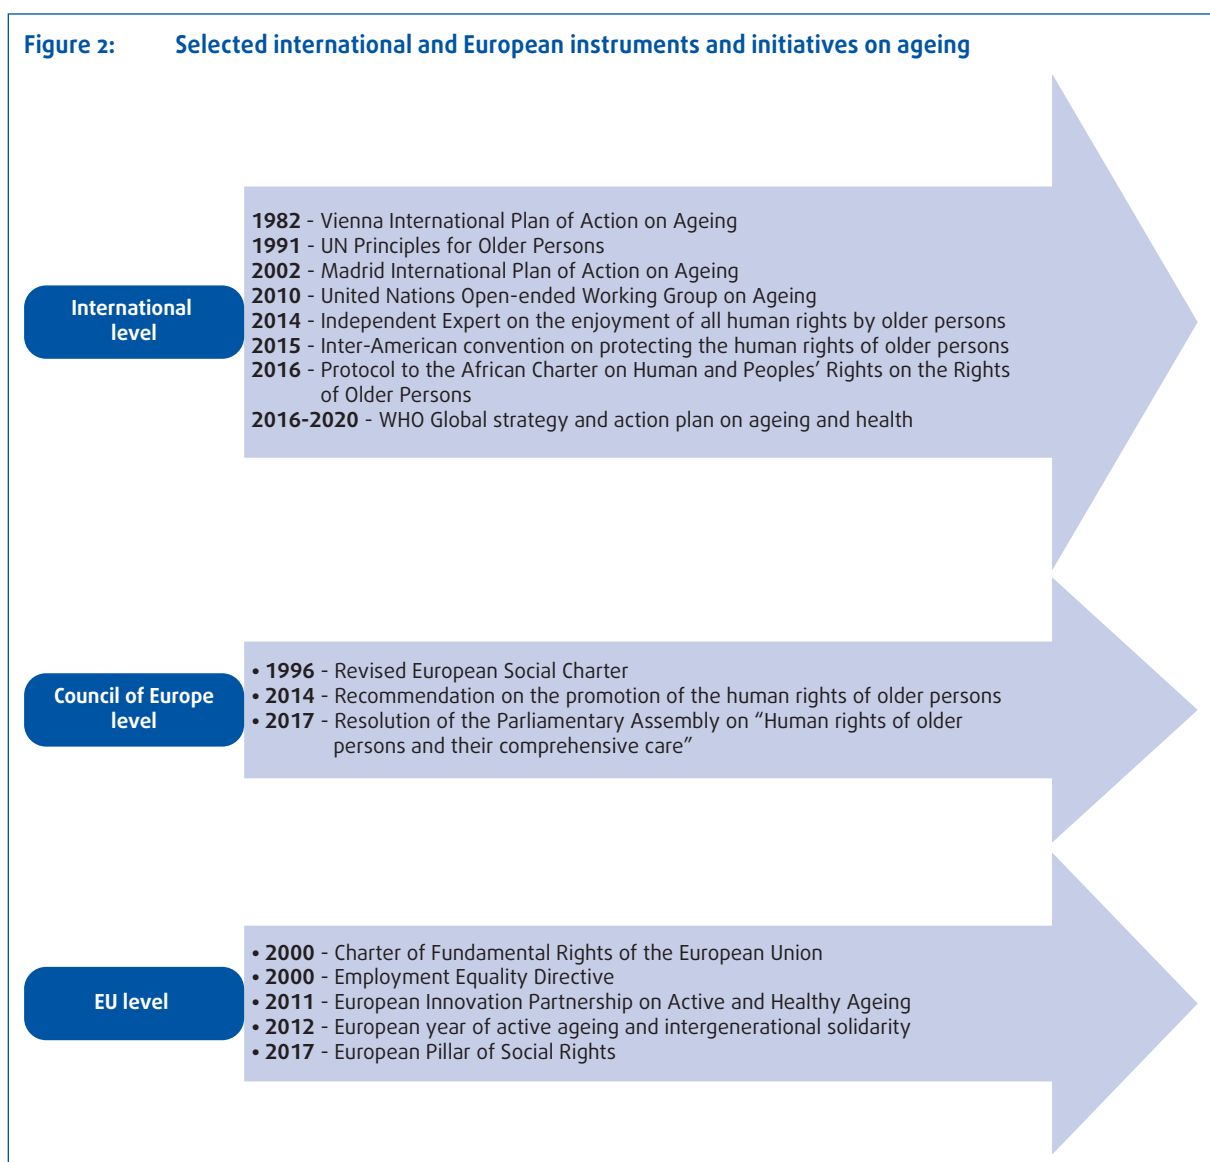 Figure 2: Selected international and European instruments and initiatives on ageing
International
level
1982 - Vienna International Plan of Action on Ageing
1991 - UN Principles for Older Persons
2002 - Madrid International Plan of Action on Ageing
2010 - United Nations Open-ended Working Group on Ageing
2014 - Independent Expert on the enjoyment of all human rights by older persons
2015 - Inter-American convention on protecting the human rights of older persons
2016 - Protocol to the African Charter on Human and Peoples’ Rights on the Rights
of Older Persons
2016-2020 - WHO Global strategy and action plan on ageing and health
Council of Europe
level
• 1996 - Revised European Social Charter
• 2014 - Recommendation on the promotion of the human rights of older persons
• 2017 - Resolution of the Parliamentary Assembly on “Human rights of older
persons and their comprehensive care”
EU level
• 2000 - Charter of Fundamental Rights of the European Union
• 2000 - Employment Equality Directive
• 2011 - European Innovation Partnership on Active and Healthy Ageing
• 2012 - European year of active ageing and intergenerational solidarity
• 2017 - European Pillar of Social Rights